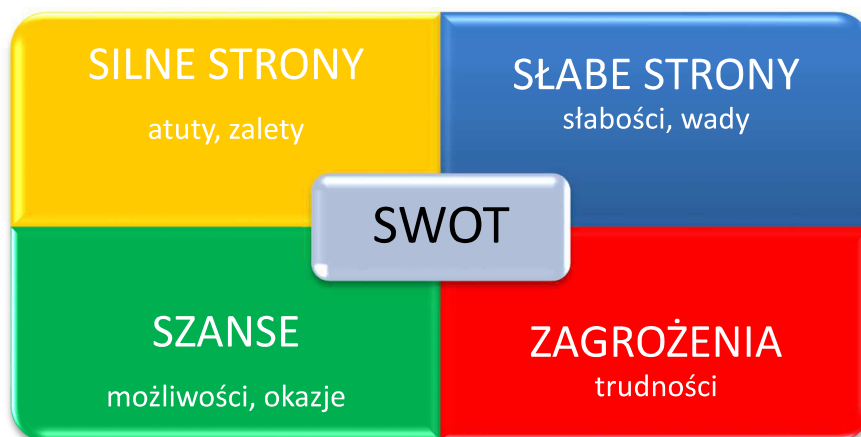 SILNE STRONY
atuty, zalety
SŁABE STRONY
słabości, wady
SWOT
SZANSE
możliwości, okazje
ZAGROŻENIA
trudności